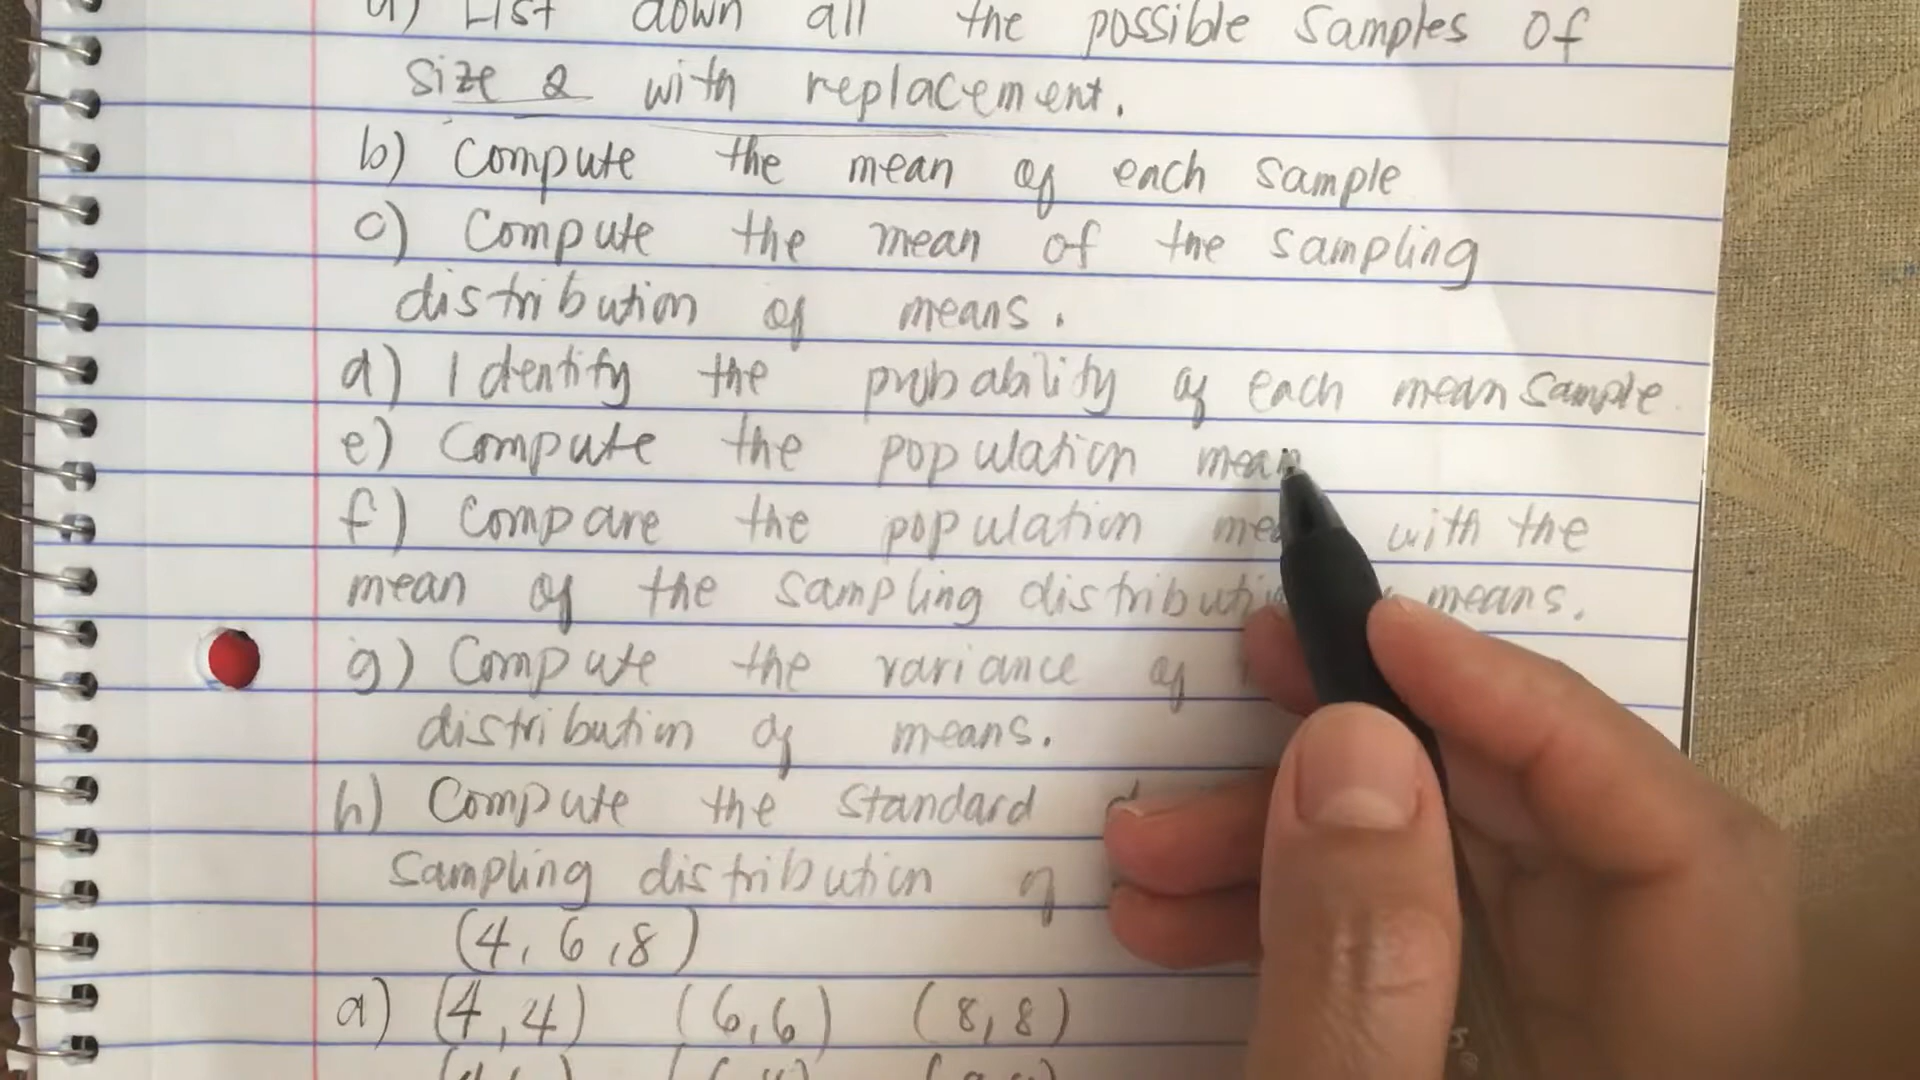 a) List down all the possible samples of
size 2 with replacement.
b) Compute the mean of each sample
c) Compute the mean of the sampling
distribution of means.
d) Identify the probability of each mean sample
e) Compute the population mean
f) Compare the population with the
mean of the sampling means.
g) Compute the variance of
distribution of means.
h) Compute the standard
sampling distribution of
(4, 6, 8)
a) (4, 4) (6, 6) (8, 8)